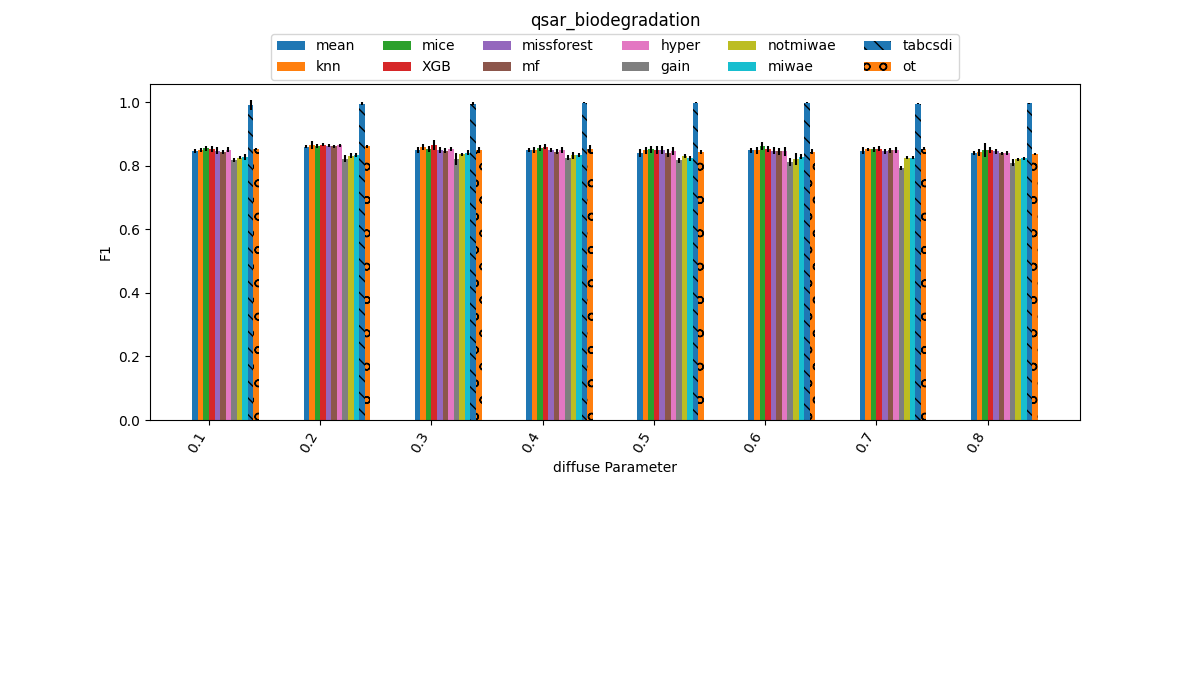 qsar_biodegradation
mean mice missforest hyper notmiwae tabcsdi
knn XGB mf gain miwae ot
1.0
0.8
0.6
0.4
0.2
0.0
F1
0.1 0.2 0.3 0.4 0.5 0.6 0.7 0.8
diffuse Parameter